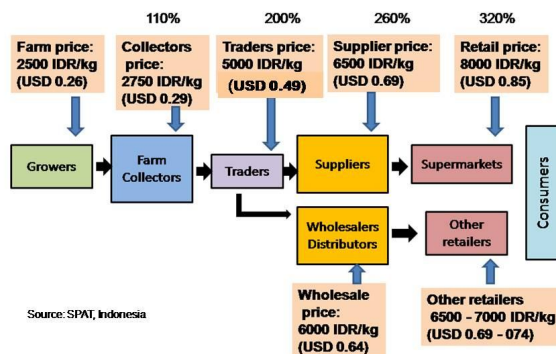 110%
200%
260%
320%
Farm price:
2500 IDR/kg
(USD 0.26)
Collectors
price:
2750 IDR/kg
(USD 0.29)
Traders price:
5000 IDR/kg
(USD 0.49)
Supplier price:
6500 IDR/kg
(USD 0.69)
Retail price:
8000 IDR/kg
(USD 0.85)
Growers
Farm
Collectors
Traders
Suppliers
Supermarkets
Consumers
Wholesalers
Distributors
Other
retailers
Wholesale
price:
6000 IDR/kg
(USD 0.64)
Other retailers
6500 - 7000 IDR/kg
(USD 0.69 - 074)
Source: SPAT, Indonesia